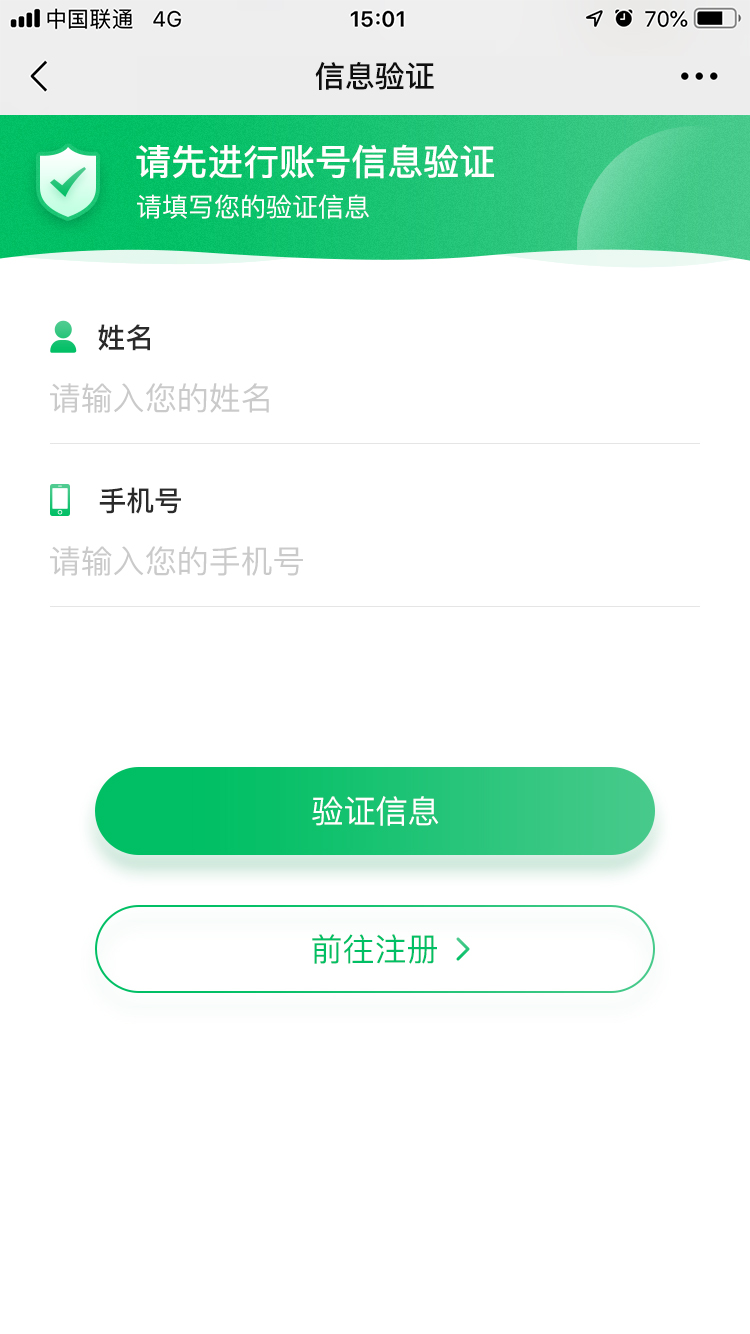 中国联通 4G 15:01 70%
信息验证
请先进行账号信息验证
请填写您的验证信息
姓名
请输入您的姓名
手机号
请输入您的手机号
验证信息
前往注册